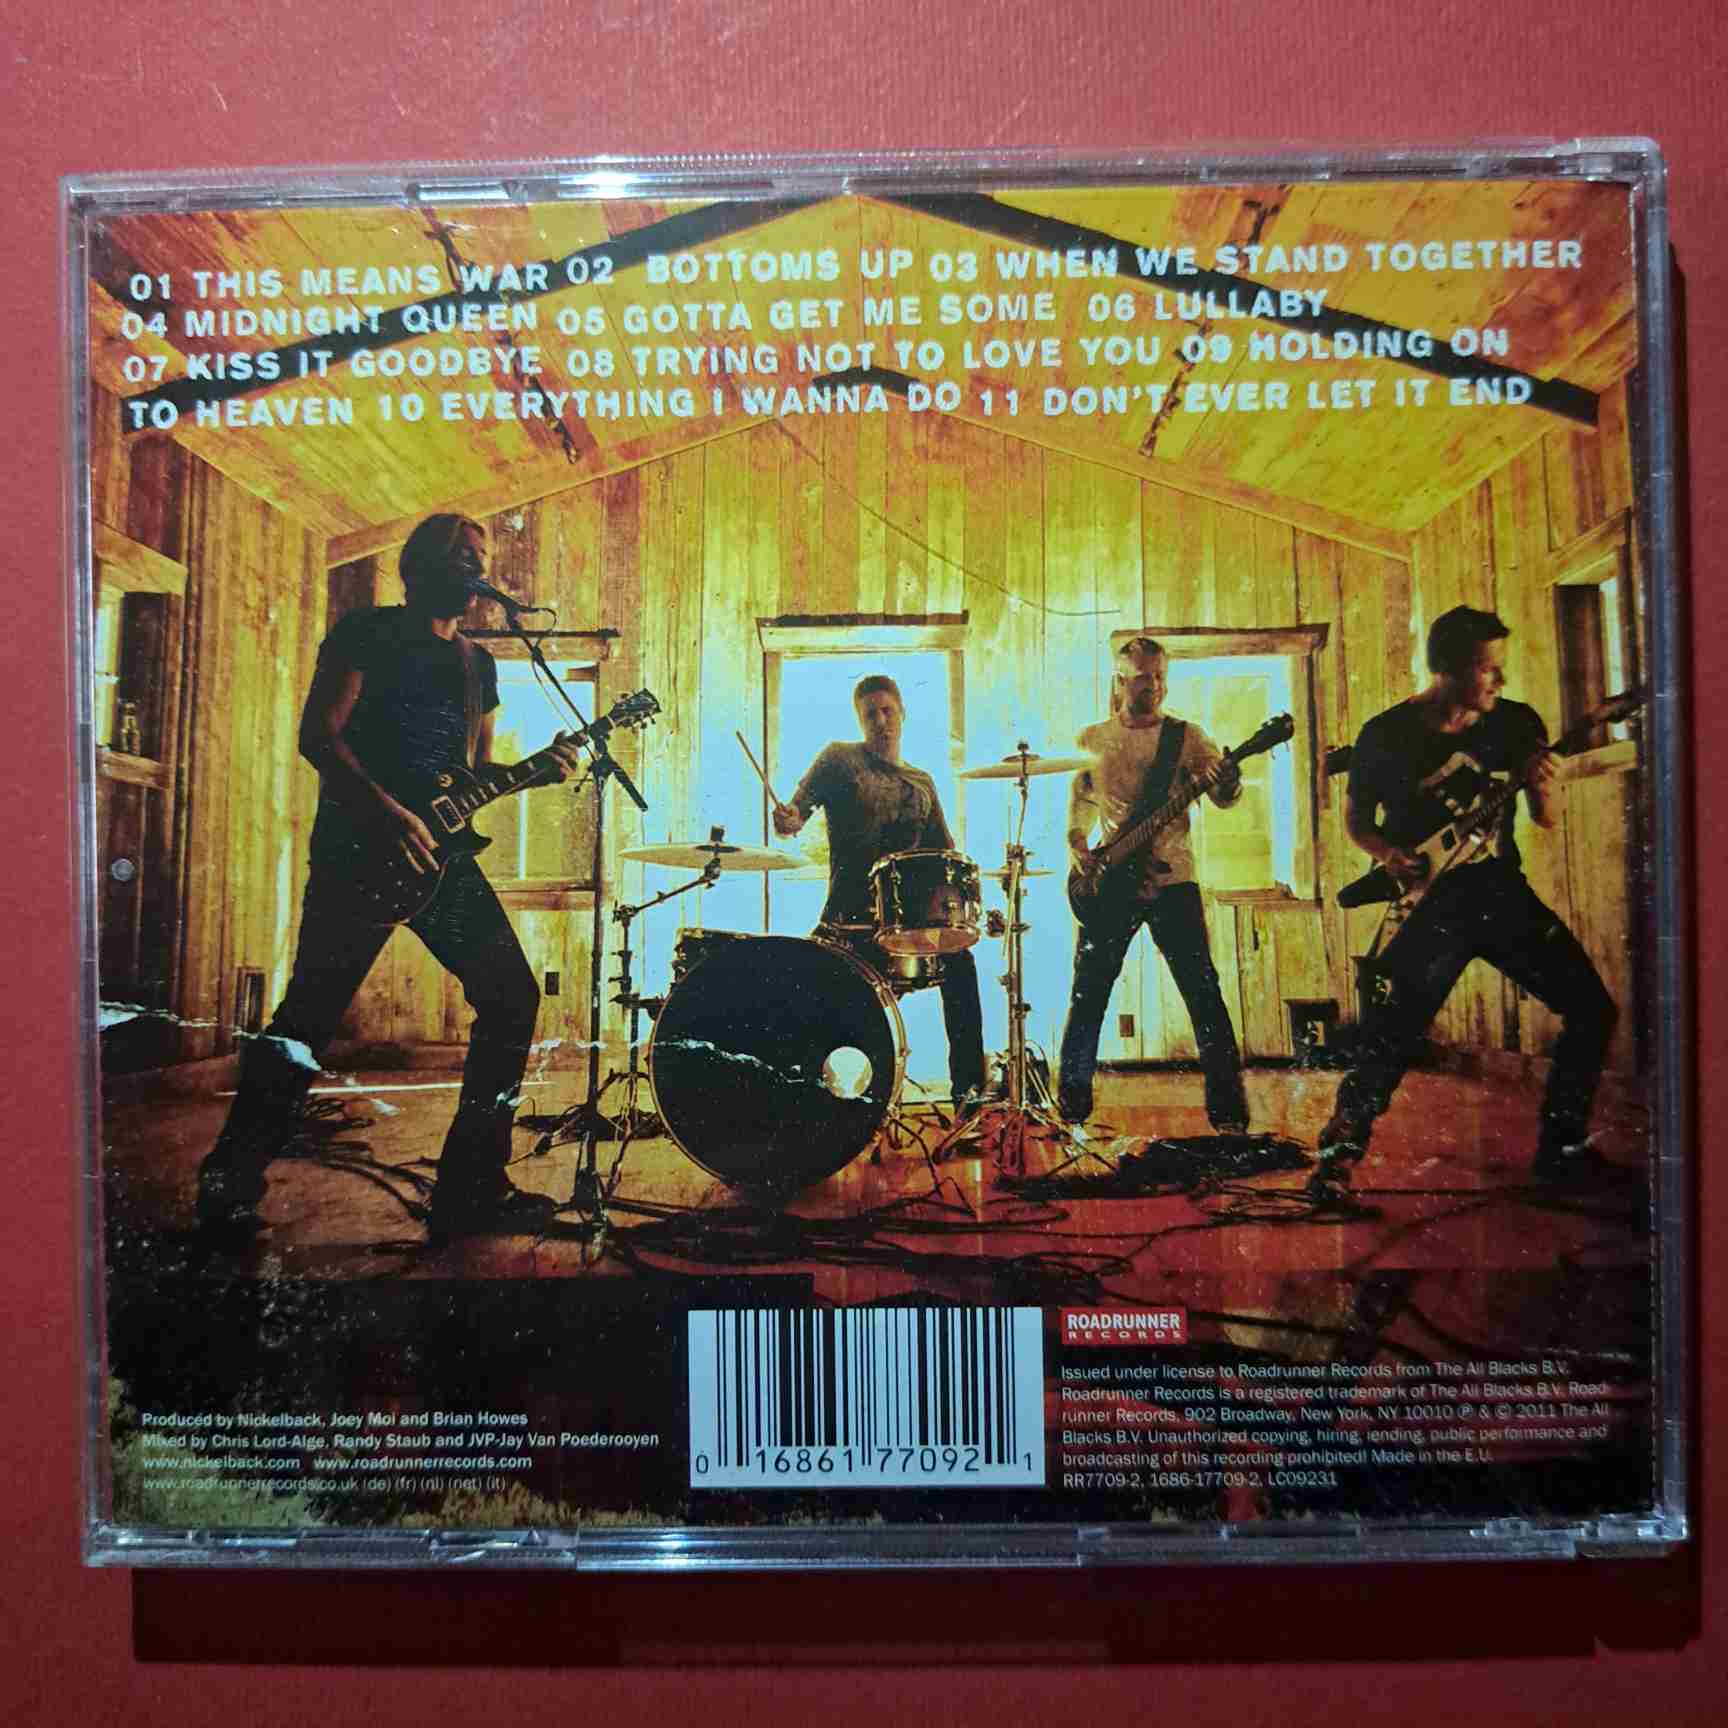 01 THIS MEANS WAR 02 BOTTOMS UP 03 WHEN WE STAND TOGETHER
04 MIDNIGHT QUEEN 05 GOTTA GET ME SOME 06 LULLABY
07 KISS IT GOODBYE 08 TRYING NOT TO LOVE YOU 09 HOLDING ON
TO HEAVEN 10 EVERYTHING I WANNA DO 11 DON'T EVER LET IT END
Produced by Nickelback, Joey Moi and Brian Howes
Mixed by Chris Lord-Alge, Randy Staub and JVP-Jay Van Poederooyen
www.nickelback.com www.roadrunnerrecords.com
www.roadrunnerrecords.co.uk (de) (fr) (nl) (net) (it)
0 16861 77092 1
ROADRUNNER
RECORDS
Issued under license to Roadrunner Records from The All Blacks B.V.
Roadrunner Records is a registered trademark of The All Blacks B.V. Road-
runner Records, 902 Broadway, New York, NY 10010 ℗ & © 2011 The All
Blacks B.V. Unauthorized copying, hiring, lending, public performance and
broadcasting of this recording prohibited! Made in the E.U.
RR7709-2, 1686-17709-2, LC09231